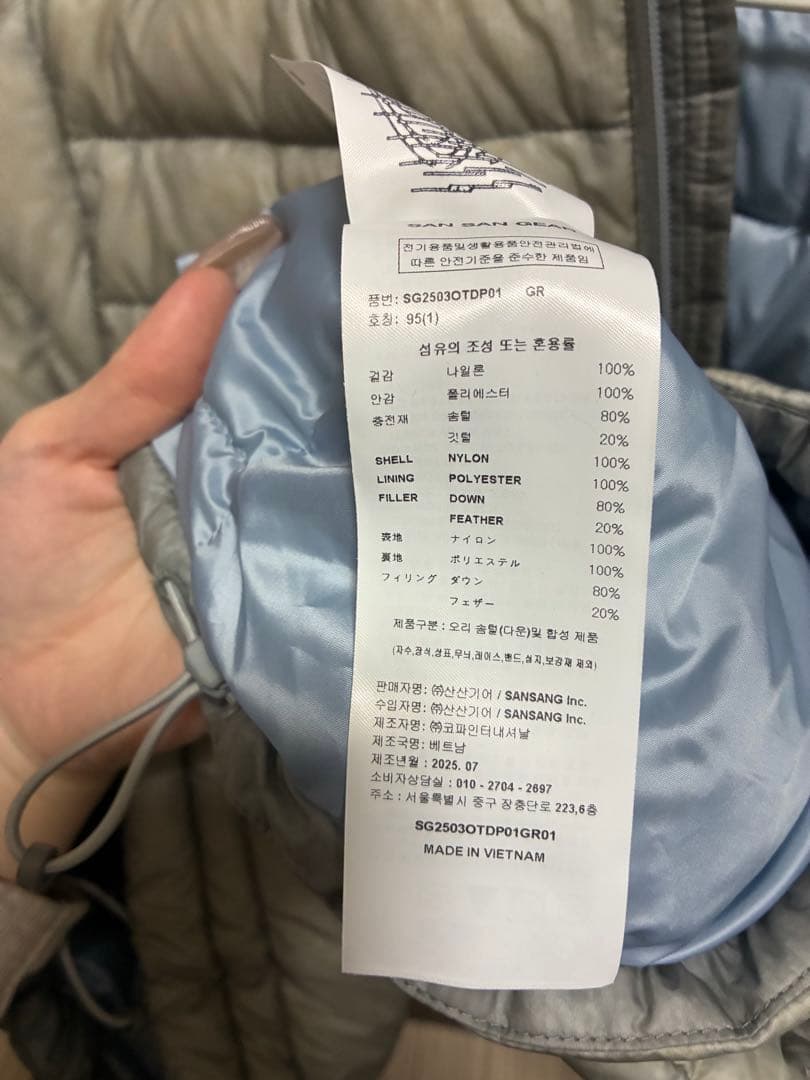 SAN SAN GEAR
전기용품및생활용품안전관리법에
따른 안전기준을 준수한 제품임
품번: SG2503OTDP01 GR
호칭: 95(1)
섬유의 조성 또는 혼용률
겉감 나일론 100%
안감 폴리에스터 100%
충전재 솜털 80%
깃털 20%
SHELL NYLON 100%
LINING POLYESTER 100%
FILLER DOWN 80%
FEATHER 20%
表地 ナイロン 100%
裏地 ポリエステル 100%
フィリング ダウン 80%
フェザー 20%
제품구분 : 오리 솜털(다운)및 합성 제품
(자수,장식,상표,무늬,레이스,밴드,심지,보강재 제외)
판매자명: ㈜산산기어 / SANSANG Inc.
수입자명: ㈜산산기어 / SANSANG Inc.
제조자명: ㈜코파인터내셔날
제조국명: 베트남
제조년월 : 2025. 07
소비자상담실 : 010 - 2704 - 2697
주소 : 서울특별시 중구 장충단로 223,6층
SG2503OTDP01GR01
MADE IN VIETNAM